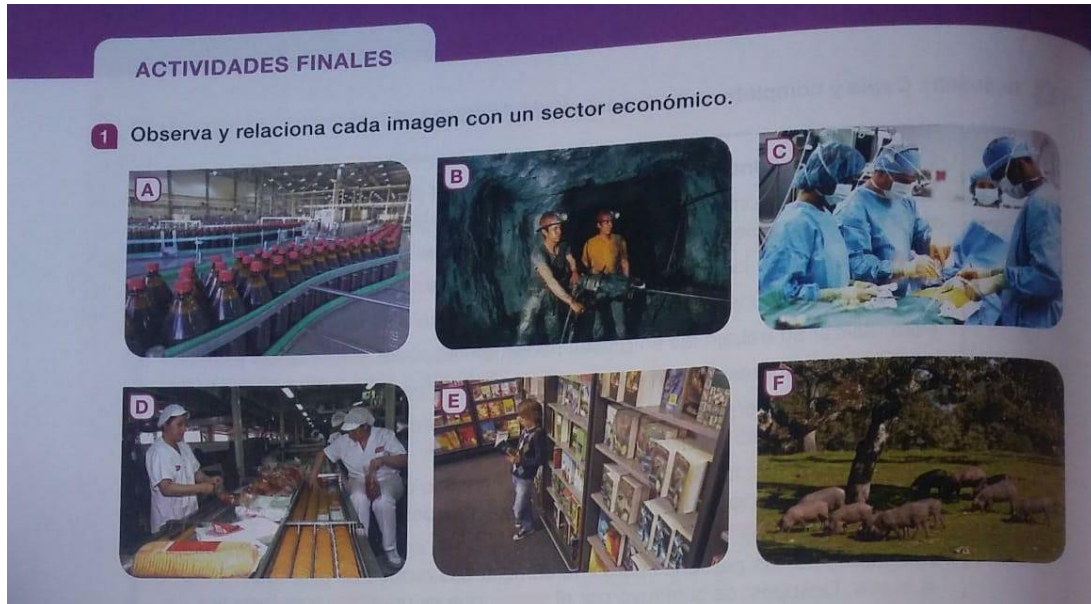 ACTIVIDADES FINALES
1 Observa y relaciona cada imagen con un sector económico.
A
B
C
D
E
F